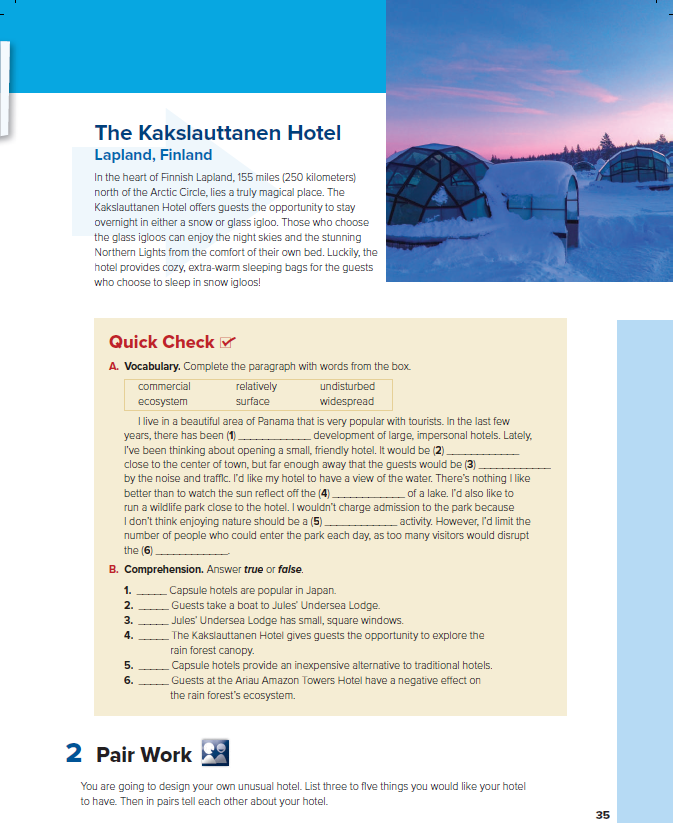 The Kakslauttanen Hotel
Lapland, Finland
In the heart of Finnish Lapland, 155 miles (250 kilometers)
north of the Arctic Circle, lies a truly magical place. The
Kakslauttanen Hotel offers guests the opportunity to stay
overnight in either a snow or glass igloo. Those who choose
the glass igloos can enjoy the night skies and the stunning
Northern Lights from the comfort of their own bed. Luckily, the
hotel provides cozy, extra-warm sleeping bags for the guests
who choose to sleep in snow igloos!
Quick Check
A. Vocabulary. Complete the paragraph with words from the box.
commercial relatively undisturbed
ecosystem surface widespread
I live in a beautiful area of Panama that is very popular with tourists. In the last few
years, there has been (1) ____________ development of large, impersonal hotels. Lately,
I've been thinking about opening a small, friendly hotel. It would be (2) ____________
close to the center of town, but far enough away that the guests would be (3) ____________
by the noise and traffic. I'd like my hotel to have a view of the water. There's nothing I like
better than to watch the sun reflect off the (4) ____________ of a lake. I'd also like to
run a wildlife park close to the hotel. I wouldn't charge admission to the park because
I don't think enjoying nature should be a (5) ____________ activity. However, I'd limit the
number of people who could enter the park each day, as too many visitors would disrupt
the (6) ____________.
B. Comprehension. Answer true or false.
1. _____ Capsule hotels are popular in Japan.
2. _____ Guests take a boat to Jules' Undersea Lodge.
3. _____ Jules' Undersea Lodge has small, square windows.
4. _____ The Kakslauttanen Hotel gives guests the opportunity to explore the
rain forest canopy.
5. _____ Capsule hotels provide an inexpensive alternative to traditional hotels.
6. _____ Guests at the Ariau Amazon Towers Hotel have a negative effect on
the rain forest's ecosystem.
2 Pair Work
You are going to design your own unusual hotel. List three to five things you would like your hotel
to have. Then in pairs tell each other about your hotel.
35